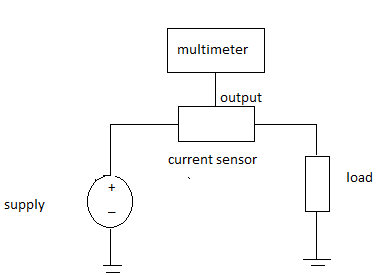 multimeter
output
current sensor
+
–
supply
load